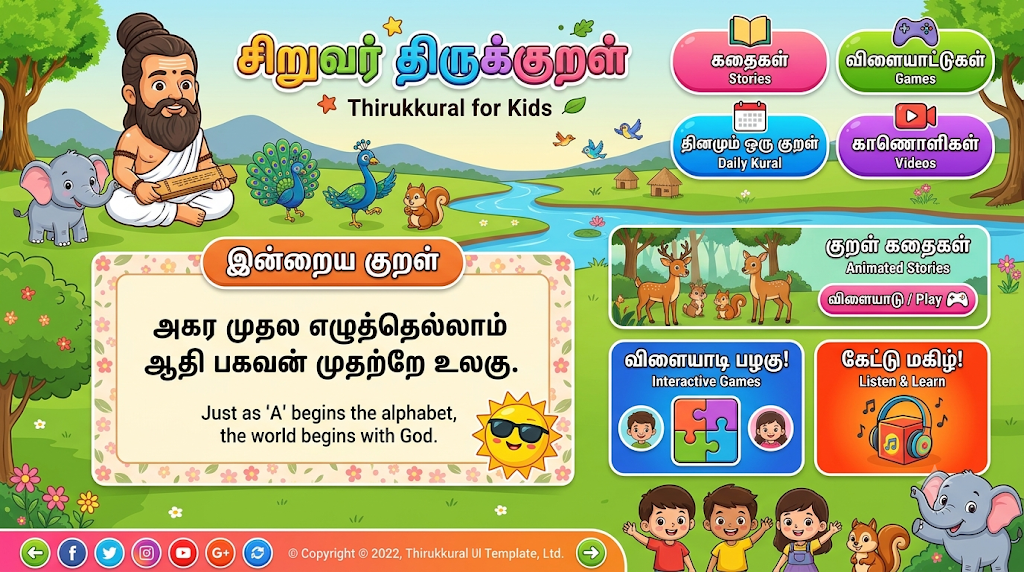 சிறுவர் திருக்குறள்
Thirukkural for Kids
கதைகள்
Stories
விளையாட்டுகள்
Games
தினமும் ஒரு குறள்
Daily Kural
காணொளிகள்
Videos
இன்றைய குறள்
அகர முதல எழுத்தெல்லாம்
ஆதி பகவன் முதற்றே உலகு.
Just as 'A' begins the alphabet,
the world begins with God.
குறள் கதைகள்
Animated Stories
விளையாடு / Play
விளையாடி பழகு!
Interactive Games
கேட்டு மகிழ்!
Listen & Learn
G+
© Copyright © 2022, Thirukkural UI Template, Ltd.